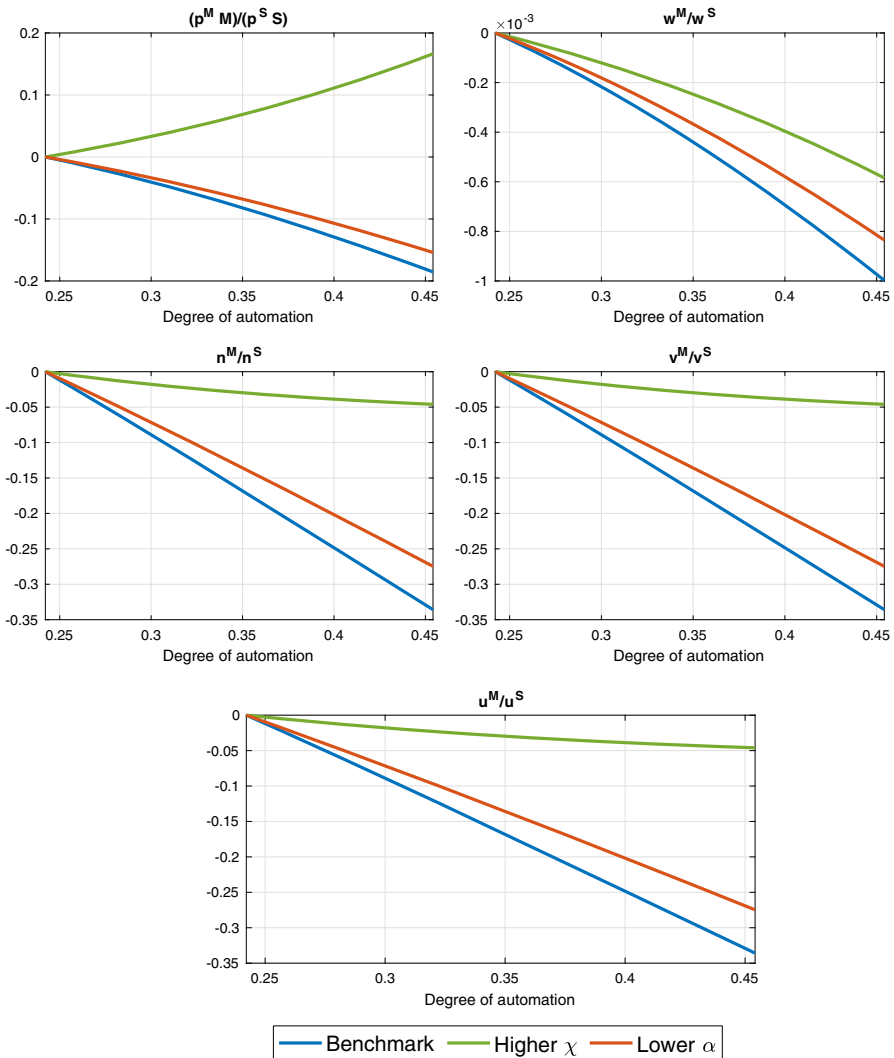 (p^M M)/(p^S S)
0.2
0.1
0
-0.1
-0.2
0.25 0.3 0.35 0.4 0.45
Degree of automation
w^M/w^S
×10^-3
0
-0.2
-0.4
-0.6
-0.8
-1
0.25 0.3 0.35 0.4 0.45
Degree of automation
n^M/n^S
0
-0.05
-0.1
-0.15
-0.2
-0.25
-0.3
-0.35
0.25 0.3 0.35 0.4 0.45
Degree of automation
v^M/v^S
0
-0.05
-0.1
-0.15
-0.2
-0.25
-0.3
-0.35
0.25 0.3 0.35 0.4 0.45
Degree of automation
u^M/u^S
0
-0.05
-0.1
-0.15
-0.2
-0.25
-0.3
-0.35
0.25 0.3 0.35 0.4 0.45
Degree of automation
Benchmark Higher χ Lower α